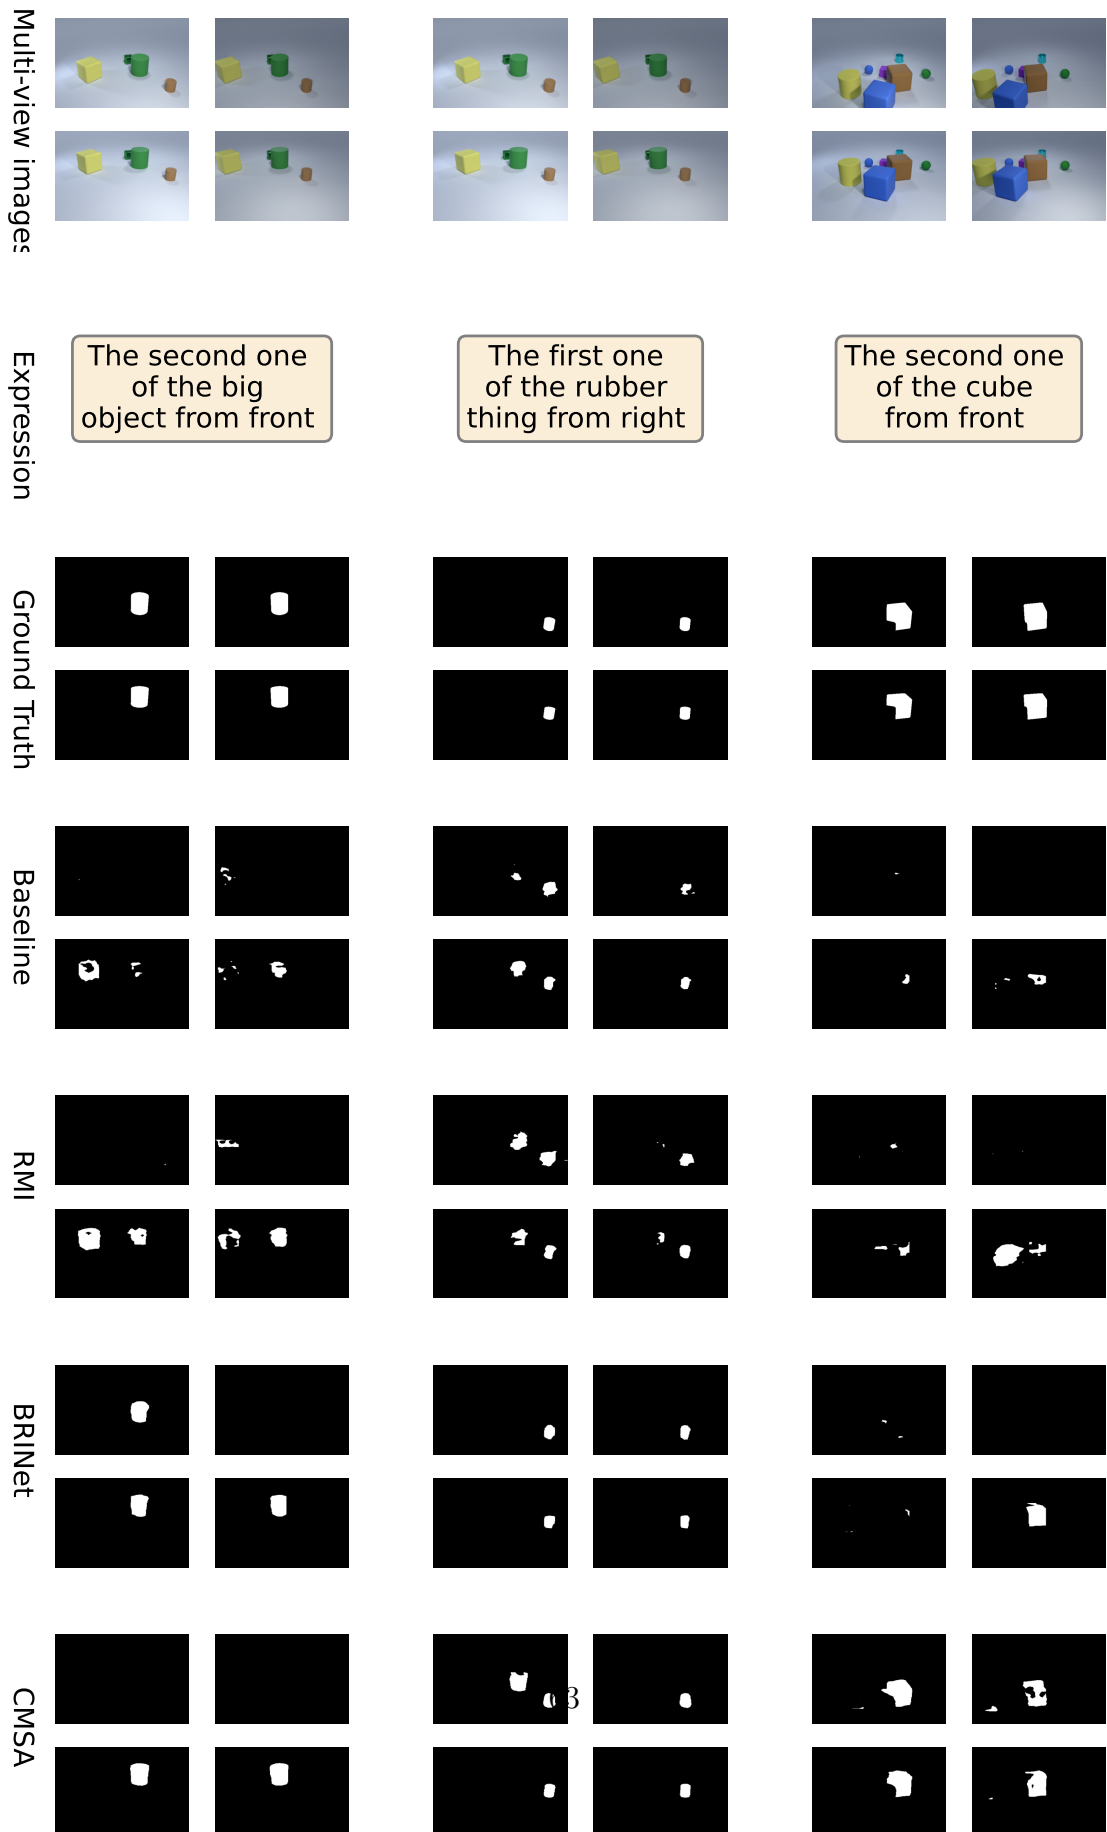 Multi-view images
Expression
The second one
of the big
object from front
The first one
of the rubber
thing from right
The second one
of the cube
from front
Ground Truth
Baseline
RMI
BRINet
CMSA